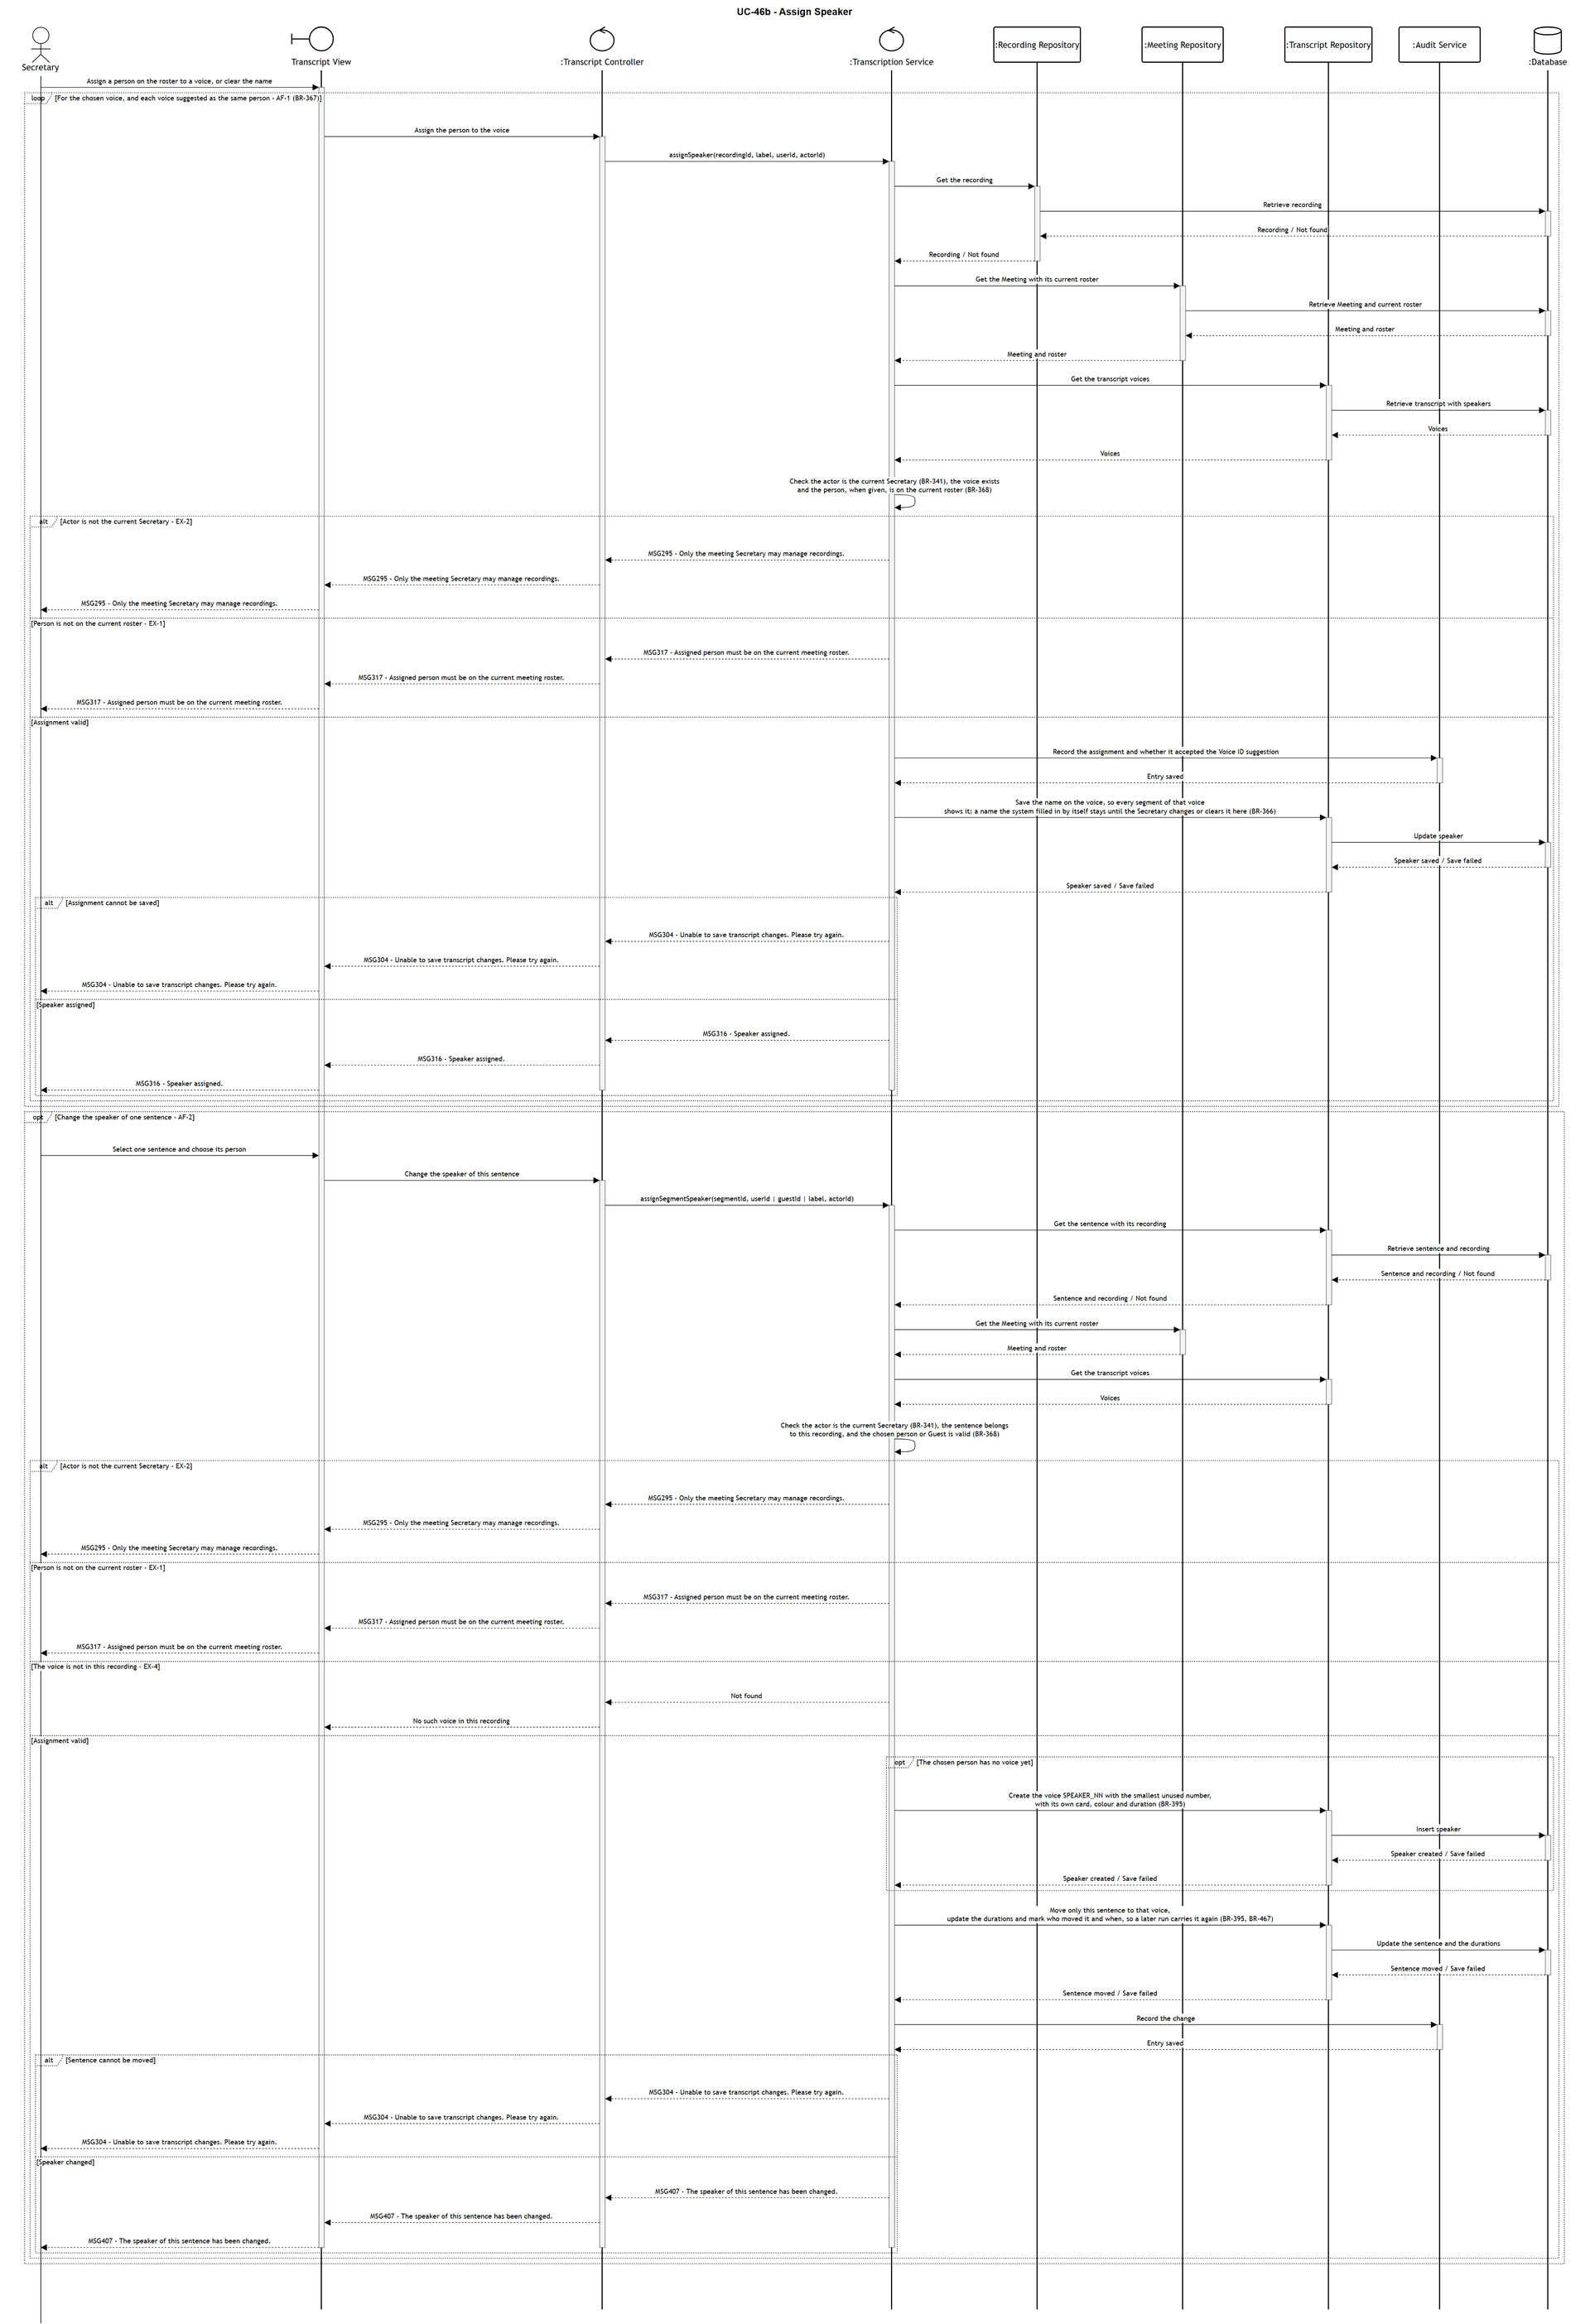 UC-46b - Assign Speaker
Secretary
Transcript View
:Transcript Controller
:Transcription Service
:Recording Repository
:Meeting Repository
:Transcript Repository
:Audit Service
:Database
Assign a person on the roster to a voice, or clear the name
loop [For the chosen voice, and each voice suggested as the same person - AF-1 (BR-367)]
Assign the person to the voice
assignSpeaker(recordingId, label, userId, actorId)
Get the recording
Retrieve recording
Recording / Not found
Recording / Not found
Get the Meeting with its current roster
Retrieve Meeting and current roster
Meeting and roster
Meeting and roster
Get the transcript voices
Retrieve transcript with speakers
Voices
Voices
Check the actor is the current Secretary (BR-341), the voice exists
and the person, when given, is on the current roster (BR-368)
alt [Actor is not the current Secretary - EX-2]
MSG295 - Only the meeting Secretary may manage recordings.
MSG295 - Only the meeting Secretary may manage recordings.
MSG295 - Only the meeting Secretary may manage recordings.
[Person is not on the current roster - EX-1]
MSG317 - Assigned person must be on the current meeting roster.
MSG317 - Assigned person must be on the current meeting roster.
MSG317 - Assigned person must be on the current meeting roster.
[Assignment valid]
Record the assignment and whether it accepted the Voice ID suggestion
Entry saved
Save the name on the voice, so every segment of that voice
shows it; a name the system filled in by itself stays until the Secretary changes or clears it here (BR-366)
Update speaker
Speaker saved / Save failed
Speaker saved / Save failed
alt [Assignment cannot be saved]
MSG304 - Unable to save transcript changes. Please try again.
MSG304 - Unable to save transcript changes. Please try again.
MSG304 - Unable to save transcript changes. Please try again.
[Speaker assigned]
MSG316 - Speaker assigned.
MSG316 - Speaker assigned.
MSG316 - Speaker assigned.
opt [Change the speaker of one sentence - AF-2]
Select one sentence and choose its person
Change the speaker of this sentence
assignSegmentSpeaker(segmentId, userId | guestId | label, actorId)
Get the sentence with its recording
Retrieve sentence and recording
Sentence and recording / Not found
Sentence and recording / Not found
Get the Meeting with its current roster
Meeting and roster
Get the transcript voices
Voices
Check the actor is the current Secretary (BR-341), the sentence belongs
to this recording, and the chosen person or Guest is valid (BR-368)
alt [Actor is not the current Secretary - EX-2]
MSG295 - Only the meeting Secretary may manage recordings.
MSG295 - Only the meeting Secretary may manage recordings.
MSG295 - Only the meeting Secretary may manage recordings.
[Person is not on the current roster - EX-1]
MSG317 - Assigned person must be on the current meeting roster.
MSG317 - Assigned person must be on the current meeting roster.
MSG317 - Assigned person must be on the current meeting roster.
[The voice is not in this recording - EX-4]
Not found
No such voice in this recording
[Assignment valid]
opt [The chosen person has no voice yet]
Create the voice SPEAKER_NN with the smallest unused number,
with its own card, colour and duration (BR-395)
Insert speaker
Speaker created / Save failed
Speaker created / Save failed
Move only this sentence to that voice,
update the durations and mark who moved it and when, so a later run carries it again (BR-395, BR-467)
Update the sentence and the durations
Sentence moved / Save failed
Sentence moved / Save failed
Record the change
Entry saved
alt [Sentence cannot be moved]
MSG304 - Unable to save transcript changes. Please try again.
MSG304 - Unable to save transcript changes. Please try again.
MSG304 - Unable to save transcript changes. Please try again.
[Speaker changed]
MSG407 - The speaker of this sentence has been changed.
MSG407 - The speaker of this sentence has been changed.
MSG407 - The speaker of this sentence has been changed.